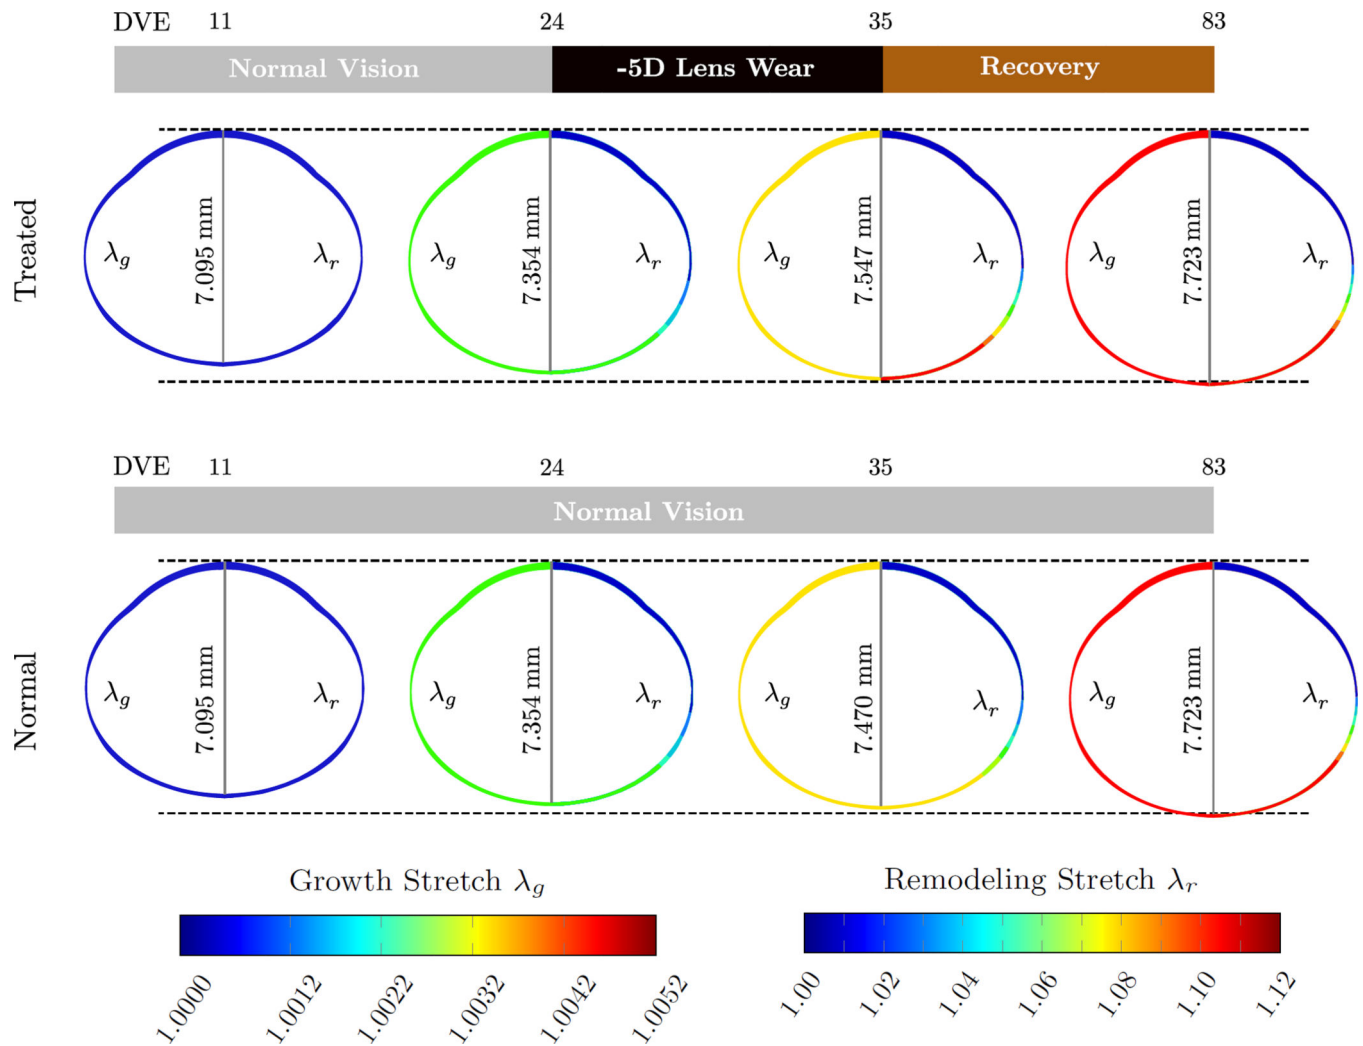 DVE 11 24 35 83
Normal Vision -5D Lens Wear Recovery
Treated
λg 7.095 mm λr λg 7.354 mm λr λg 7.547 mm λr λg 7.723 mm λr
DVE 11 24 35 83
Normal Vision
Normal
λg 7.095 mm λr λg 7.354 mm λr λg 7.470 mm λr λg 7.723 mm λr
Growth Stretch λg
1.0000 1.0012 1.0022 1.0032 1.0042 1.0052
Remodeling Stretch λr
1.00 1.02 1.04 1.06 1.08 1.10 1.12